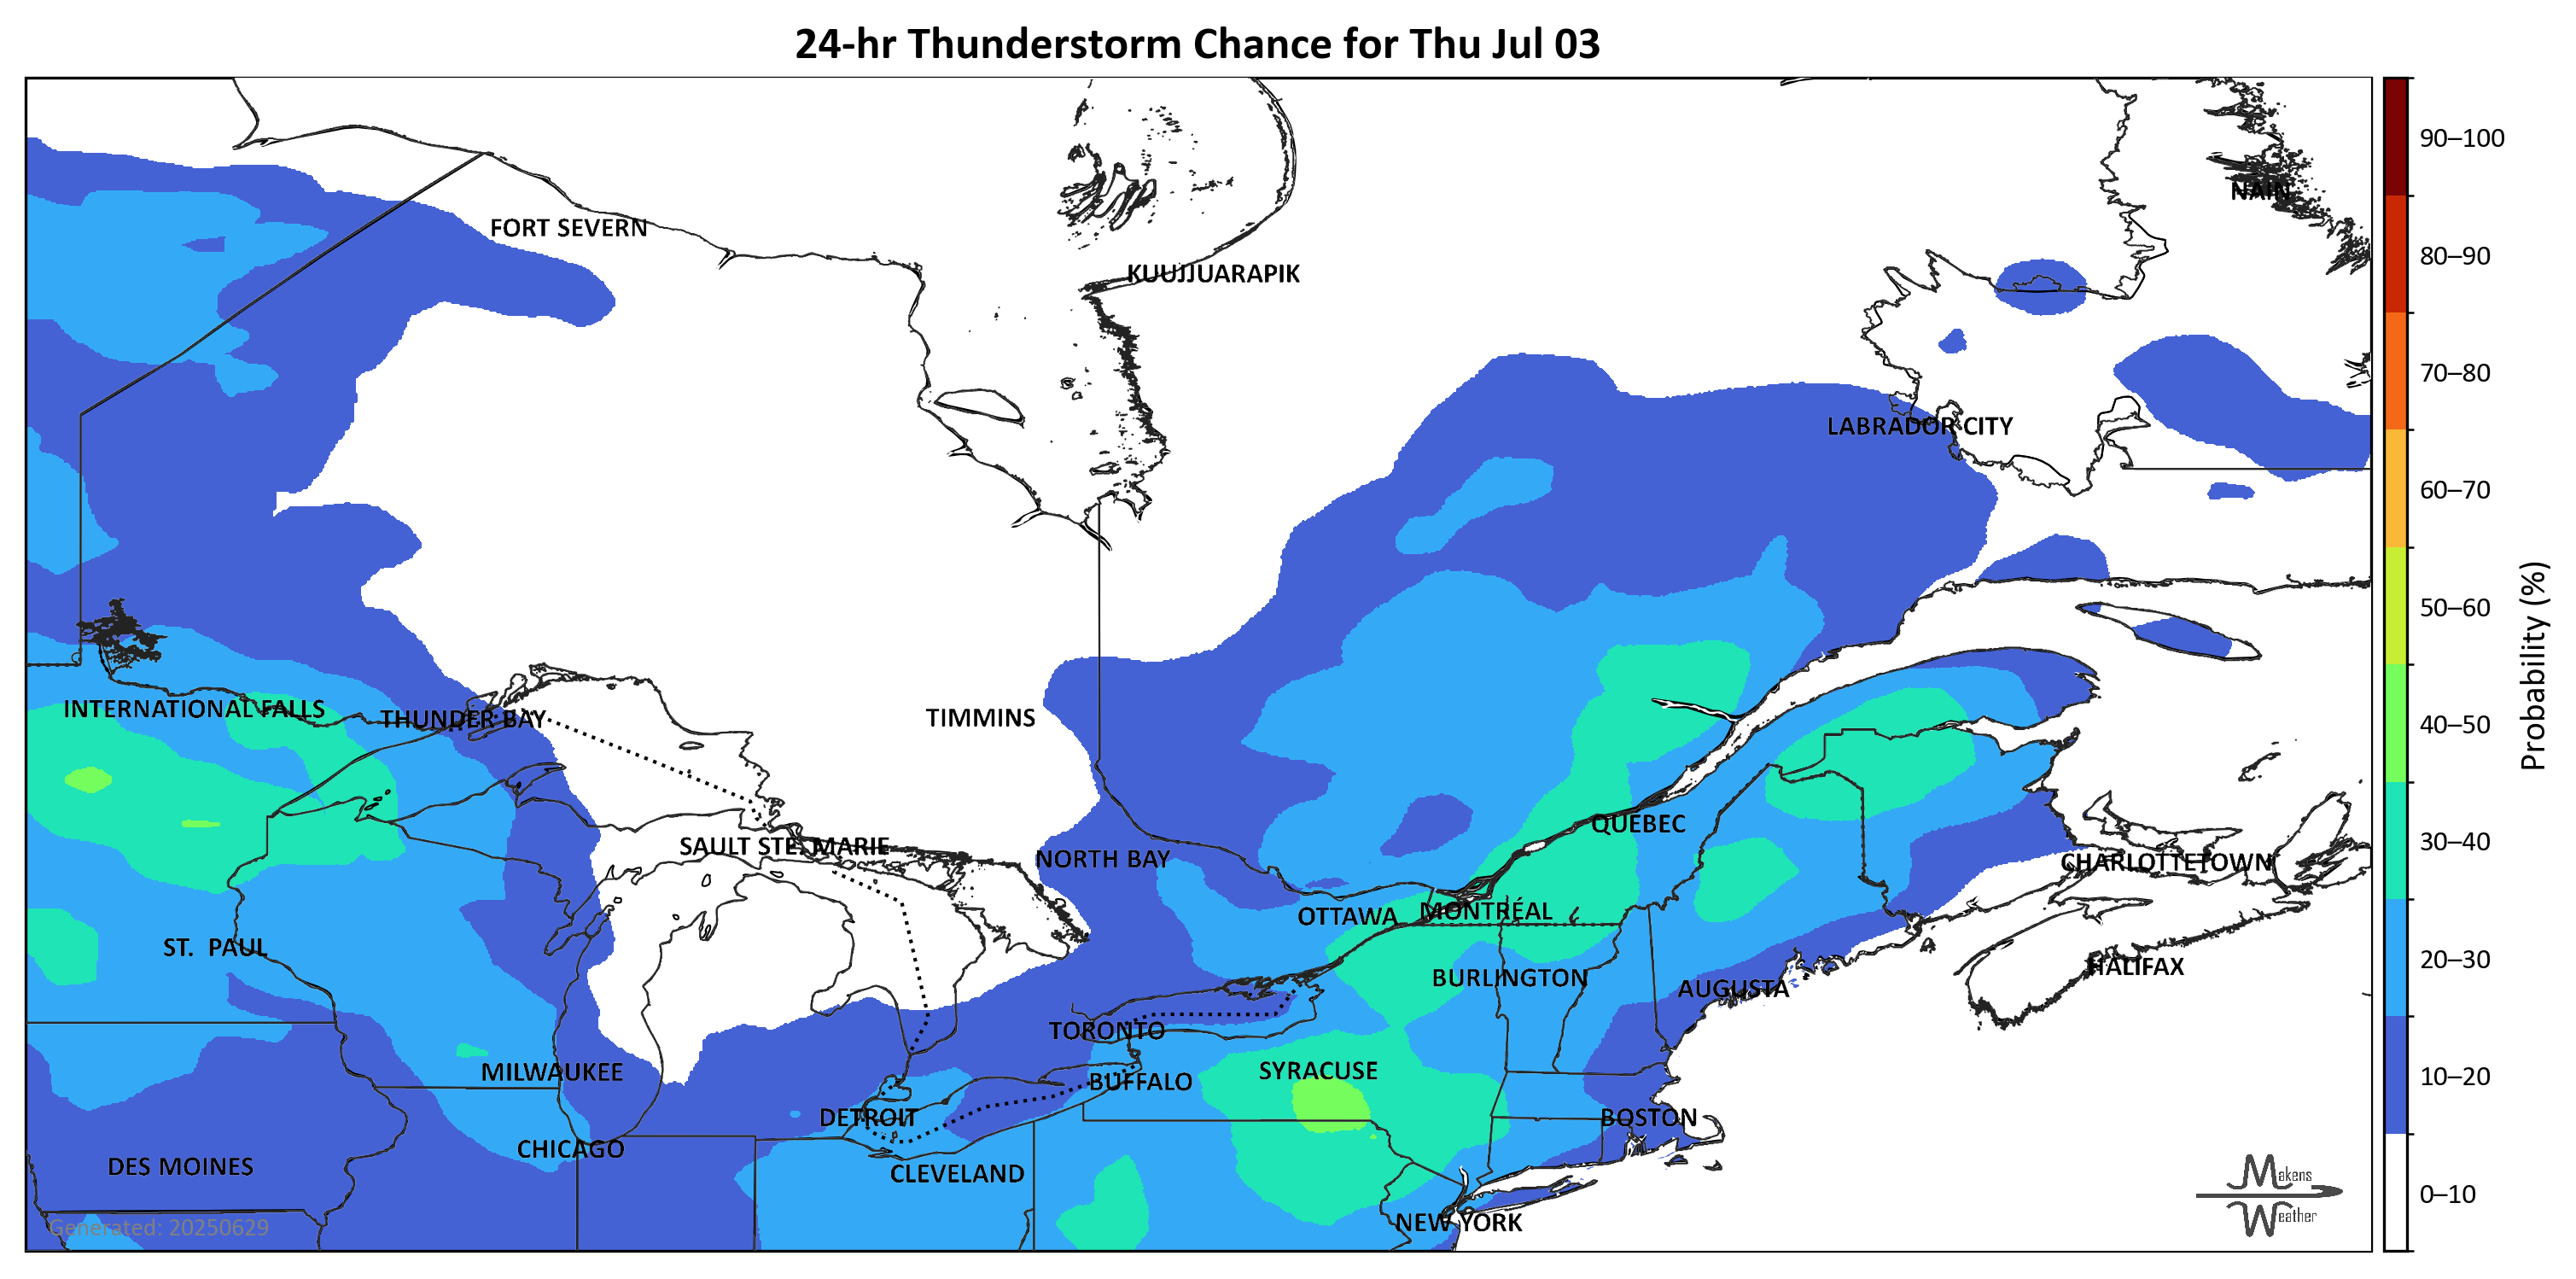 24-hr Thunderstorm Chance for Thu Jul 03
90–100
NAIN
FORT SEVERN
80–90
KUUJJUARAPIK
70–80
LABRADOR CITY
60–70
50–60
Probability (%)
INTERNATIONAL FALLS
THUNDER BAY
TIMMINS
40–50
QUEBEC
30–40
SAULT STE. MARIE
NORTH BAY
CHARLOTTETOWN
OTTAWA
MONTRÉAL
ST. PAUL
20–30
HALIFAX
BURLINGTON
AUGUSTA
TORONTO
MILWAUKEE
SYRACUSE
BUFFALO
10–20
DETROIT
BOSTON
CHICAGO
DES MOINES
CLEVELAND
Makens
Weather
0–10
NEW YORK
Generated: 20250629